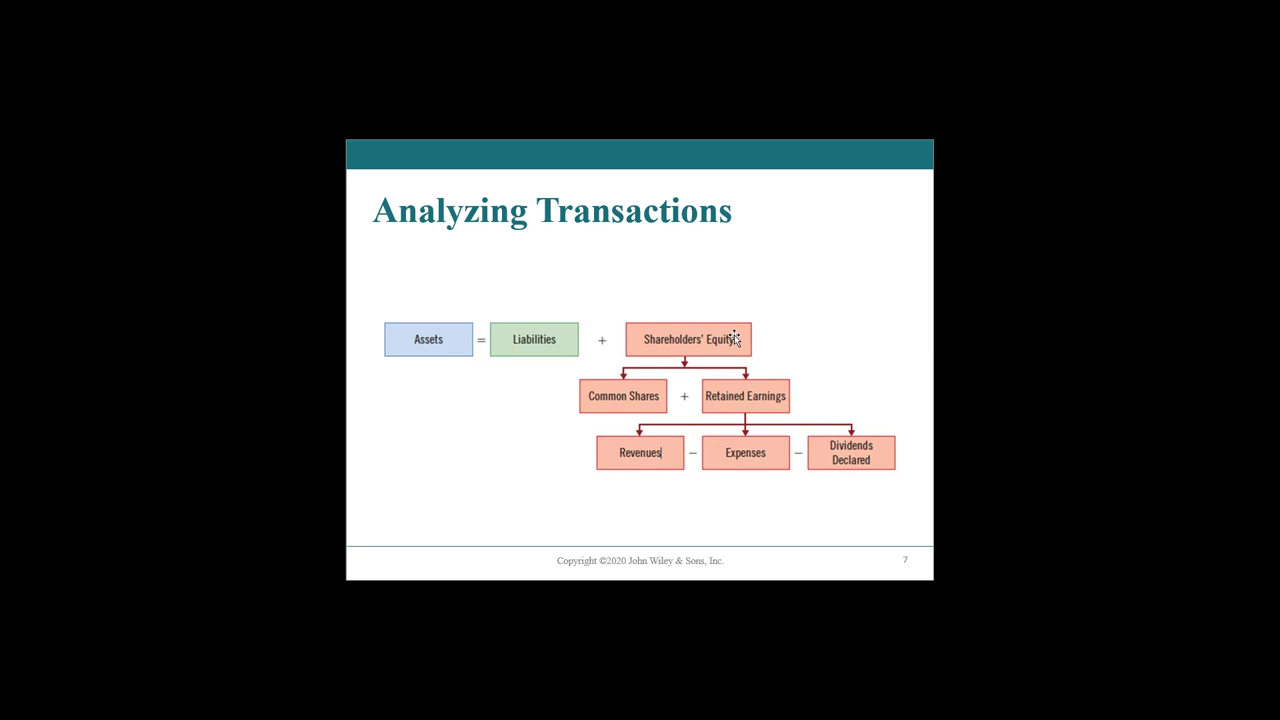 Analyzing Transactions
Assets = Liabilities + Shareholders' Equity
Common Shares + Retained Earnings
Revenues − Expenses − Dividends
Declared
Copyright ©2020 John Wiley & Sons, Inc.
7